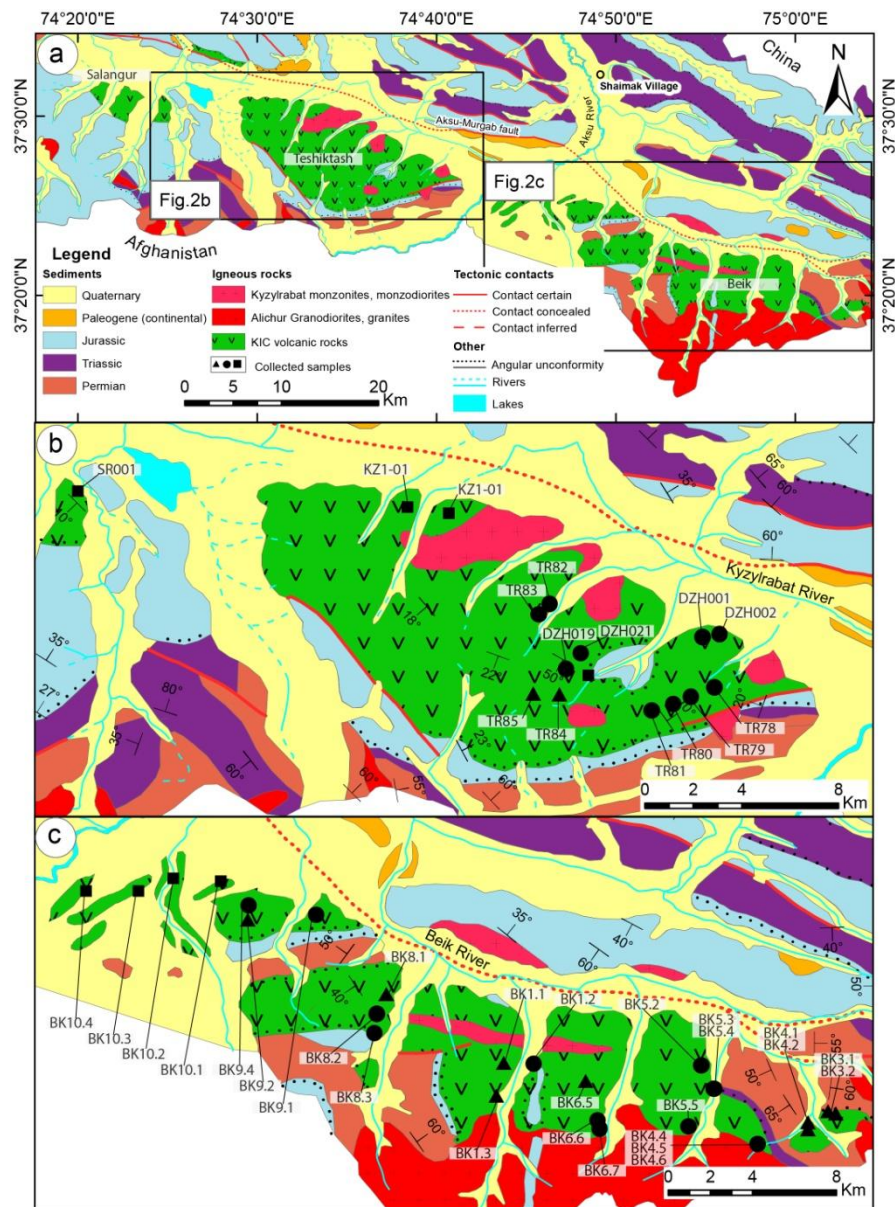 74°20'0"E 74°30'0"E 74°40'0"E 74°50'0"E 75°0'0"E
a
China
N
Salangur
Shaimak Village
37°30'0"N
37°30'0"N
Aksu-Murgab fault
Aksu River
Teshiktash
Fig.2b
Fig.2c
Afghanistan
Beik
37°20'0"N
37°20'0"N
Legend
Sediments
Quaternary
Paleogene (continental)
Jurassic
Triassic
Permian
Igneous rocks
Kyzylrabat monzonites, monzodiorites
Alichur Granodiorites, granites
KIC volcanic rocks
Collected samples
0 5 10 20
Km
Tectonic contacts
Contact certain
Contact concealed
Contact inferred
Other
Angular unconformity
Rivers
Lakes
b
SR001
KZ1-01
KZ1-01
10°
35°
65°
60°
60°
Kyzylrabat River
TR82
TR83
DZH001
DZH002
DZH019
DZH021
18°
22°
50°
35°
27°
80°
TR85
TR84
20°
23°
TR78
TR79
TR80
TR81
35
60°
60°
55°
60°
0 2 4 8
Km
c
35°
40°
60°
40°
50°
Beik River
50°
40°
BK8.1
BK10.4
BK10.3
BK10.2
BK10.1
BK9.4
BK9.2
BK9.1
BK8.2
BK8.3
BK1.1
BK1.2
BK5.2
BK5.3
BK5.4
BK4.1
BK4.2
55°
BK3.1
BK3.2
50°
60°
65°
60°
BK1.3
BK6.5
BK6.6
BK6.7
BK5.5
BK4.4
BK4.5
BK4.6
0 2 4 8
Km